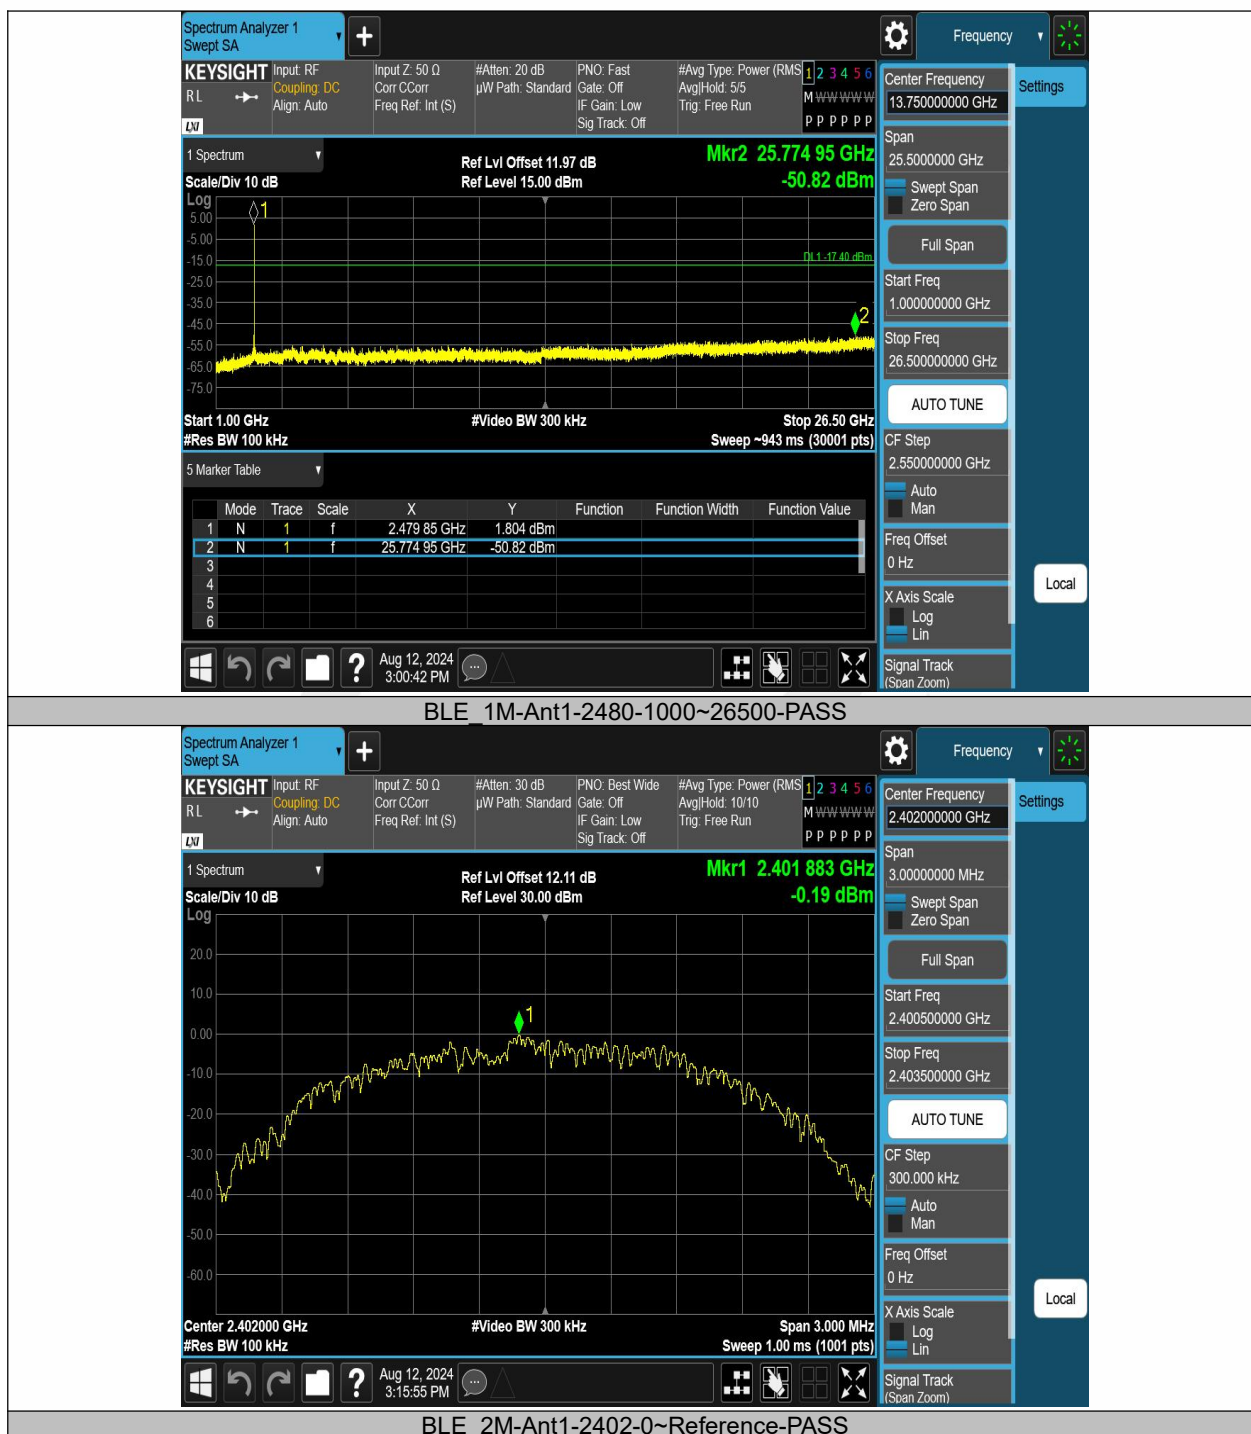 Spectrum Analyzer 1
Swept SA
+
Frequency
KEYSIGHT
RL
LXI
Input: RF
Coupling: DC
Align: Auto
Input Z: 50 Ω
Corr CCorr
Freq Ref: Int (S)
#Atten: 20 dB
µW Path: Standard
PNO: Fast
Gate: Off
IF Gain: Low
Sig Track: Off
#Avg Type: Power (RMS
Avg|Hold: 5/5
Trig: Free Run
1 2 3 4 5 6
M W W W W W
P P P P P P
Center Frequency
13.750000000 GHz
Settings
Span
25.5000000 GHz
Swept Span
Zero Span
Full Span
Start Freq
1.000000000 GHz
Stop Freq
26.500000000 GHz
AUTO TUNE
CF Step
2.550000000 GHz
Auto
Man
Freq Offset
0 Hz
X Axis Scale
Log
Lin
Signal Track
(Span Zoom)
Local
1 Spectrum
Scale/Div 10 dB
Ref Lvl Offset 11.97 dB
Ref Level 15.00 dBm
Mkr2 25.774 95 GHz
-50.82 dBm
Log
5.00
-5.00
-15.0
-25.0
-35.0
-45.0
-55.0
-65.0
-75.0
1
DL1 -17.40 dBm
2
Start 1.00 GHz
#Video BW 300 kHz
Stop 26.50 GHz
#Res BW 100 kHz
Sweep ~943 ms (30001 pts)
5 Marker Table
Mode Trace Scale X Y Function Function Width Function Value
1 N 1 f 2.479 85 GHz 1.804 dBm
2 N 1 f 25.774 95 GHz -50.82 dBm
3
4
5
6
?
Aug 12, 2024
3:00:42 PM
BLE_1M-Ant1-2480-1000~26500-PASS
Spectrum Analyzer 1
Swept SA
+
Frequency
KEYSIGHT
RL
LXI
Input: RF
Coupling: DC
Align: Auto
Input Z: 50 Ω
Corr CCorr
Freq Ref: Int (S)
#Atten: 30 dB
µW Path: Standard
PNO: Best Wide
Gate: Off
IF Gain: Low
Sig Track: Off
#Avg Type: Power (RMS
Avg|Hold: 10/10
Trig: Free Run
1 2 3 4 5 6
M W W W W W
P P P P P P
Center Frequency
2.402000000 GHz
Settings
Span
3.00000000 MHz
Swept Span
Zero Span
Full Span
Start Freq
2.400500000 GHz
Stop Freq
2.403500000 GHz
AUTO TUNE
CF Step
300.000 kHz
Auto
Man
Freq Offset
0 Hz
X Axis Scale
Log
Lin
Signal Track
(Span Zoom)
Local
1 Spectrum
Scale/Div 10 dB
Ref Lvl Offset 12.11 dB
Ref Level 30.00 dBm
Mkr1 2.401 883 GHz
-0.19 dBm
Log
20.0
10.0
0.00
-10.0
-20.0
-30.0
-40.0
-50.0
-60.0
1
Center 2.402000 GHz
#Video BW 300 kHz
Span 3.000 MHz
#Res BW 100 kHz
Sweep 1.00 ms (1001 pts)
?
Aug 12, 2024
3:15:55 PM
BLE_2M-Ant1-2402-0~Reference-PASS